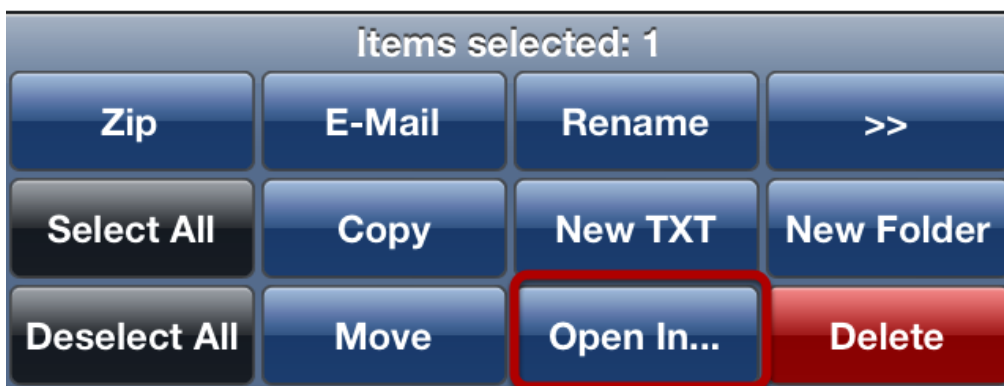 Items selected: 1
Zip E-Mail Rename >>
Select All Copy New TXT New Folder
Deselect All Move Open In... Delete